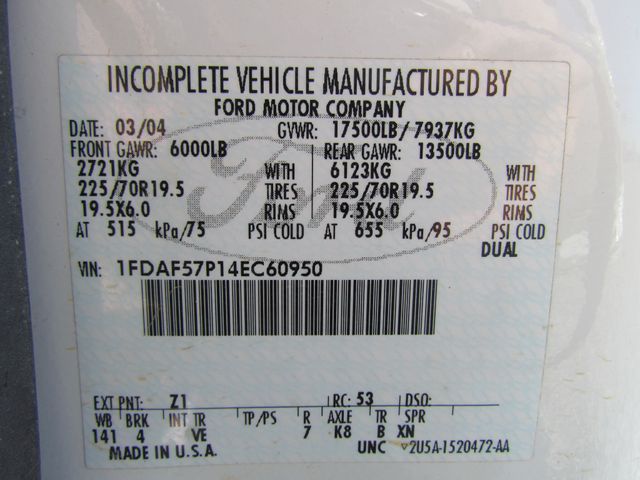 INCOMPLETE VEHICLE MANUFACTURED BY
FORD MOTOR COMPANY
DATE: 03/04 GVWR: 17500LB/ 7937KG
FRONT GAWR: 6000LB REAR GAWR: 13500LB
2721KG WITH 6123KG WITH
225/70R19.5 TIRES 225/70R19.5 TIRES
19.5X6.0 RIMS 19.5X6.0 RIMS
AT 515 kPa/75 PSI COLD AT 655 kPa/95 PSI COLD
DUAL
VIN: 1FDAF57P14EC60950
Ford
EXT PNT: Z1 RC: 53 DSO:
WB BRK INT TR TP/PS R AXLE TR SPR
141 4 VE 7 K8 B XN
MADE IN U.S.A. UNC 2U5A-1520472-AA